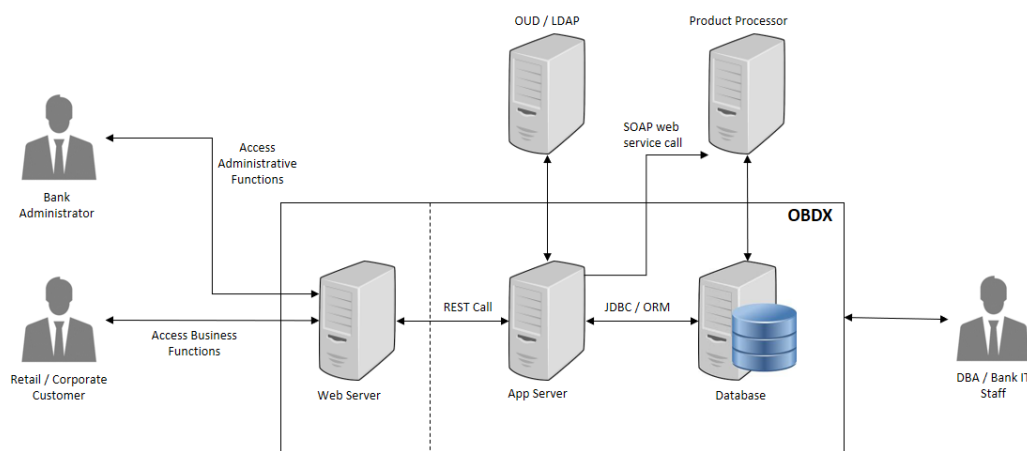 OUD / LDAP
Product Processor
SOAP web
service call
Access
Administrative
Functions
Bank
Administrator
OBDX
REST Call
JDBC / ORM
Access Business
Functions
Retail / Corporate
Customer
Web Server
App Server
Database
DBA / Bank IT
Staff